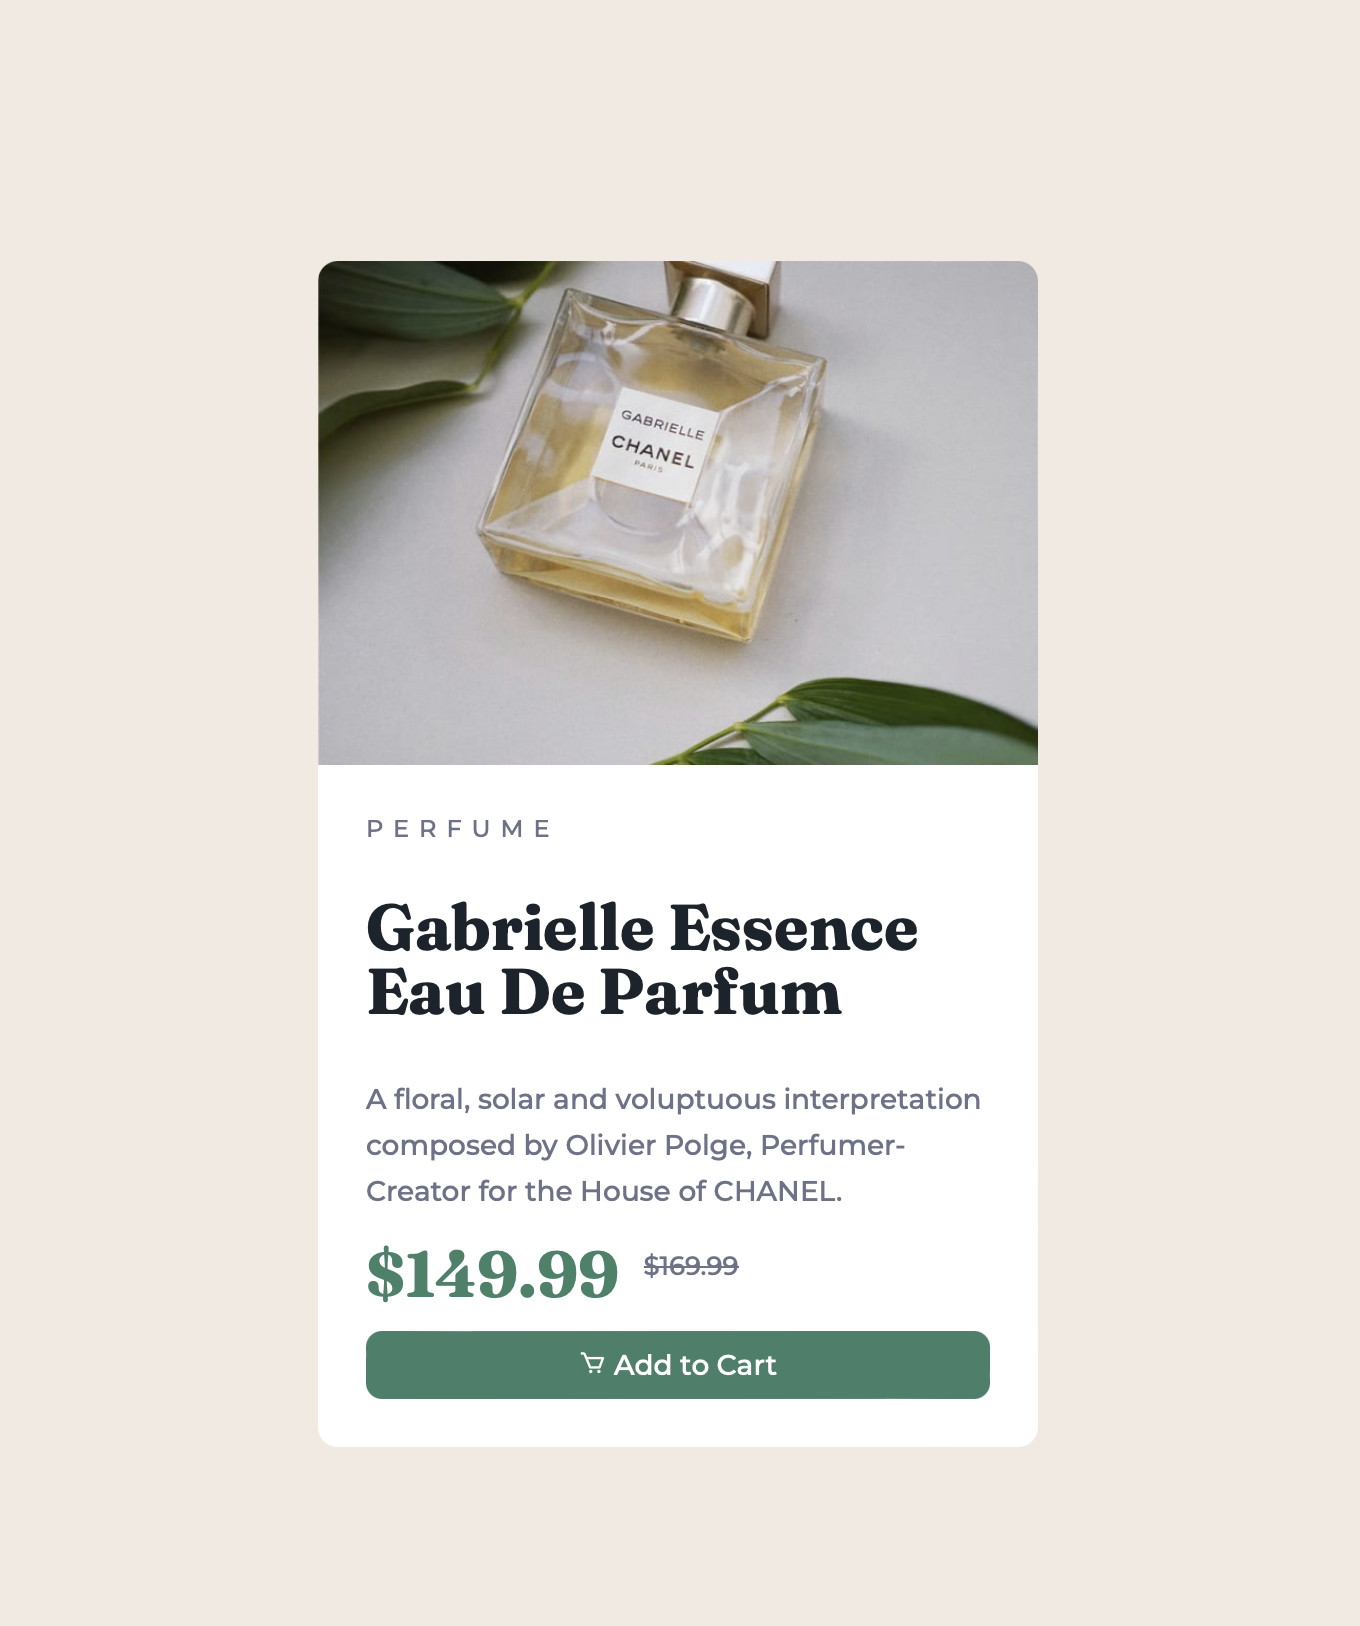 GABRIELLE
CHANEL
PARIS
PERFUME
Gabrielle Essence
Eau De Parfum
A floral, solar and voluptuous interpretation
composed by Olivier Polge, Perfumer-
Creator for the House of CHANEL.
$149.99 $169.99
Add to Cart